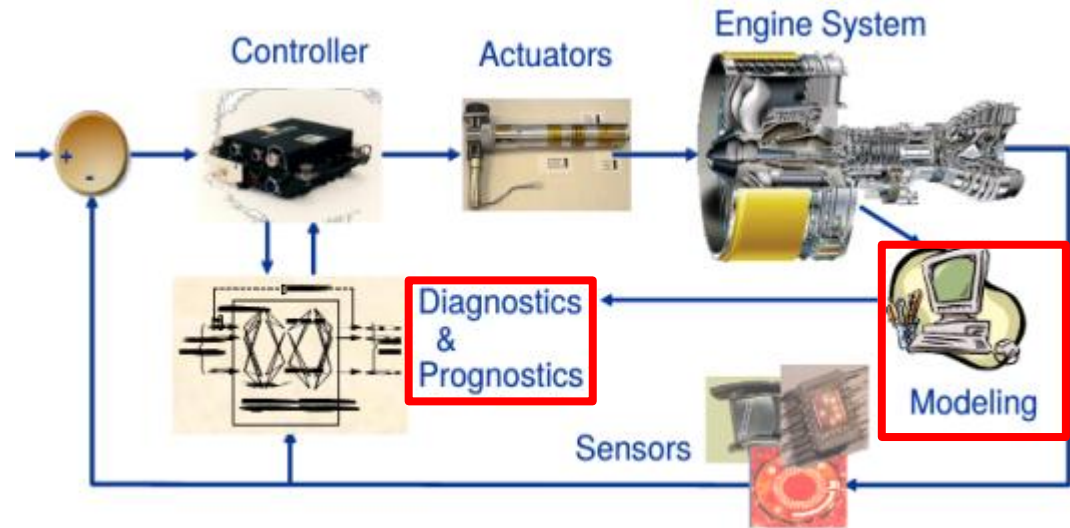 Engine System
Controller
Actuators
+
-
Diagnostics
&
Prognostics
Modeling
Sensors